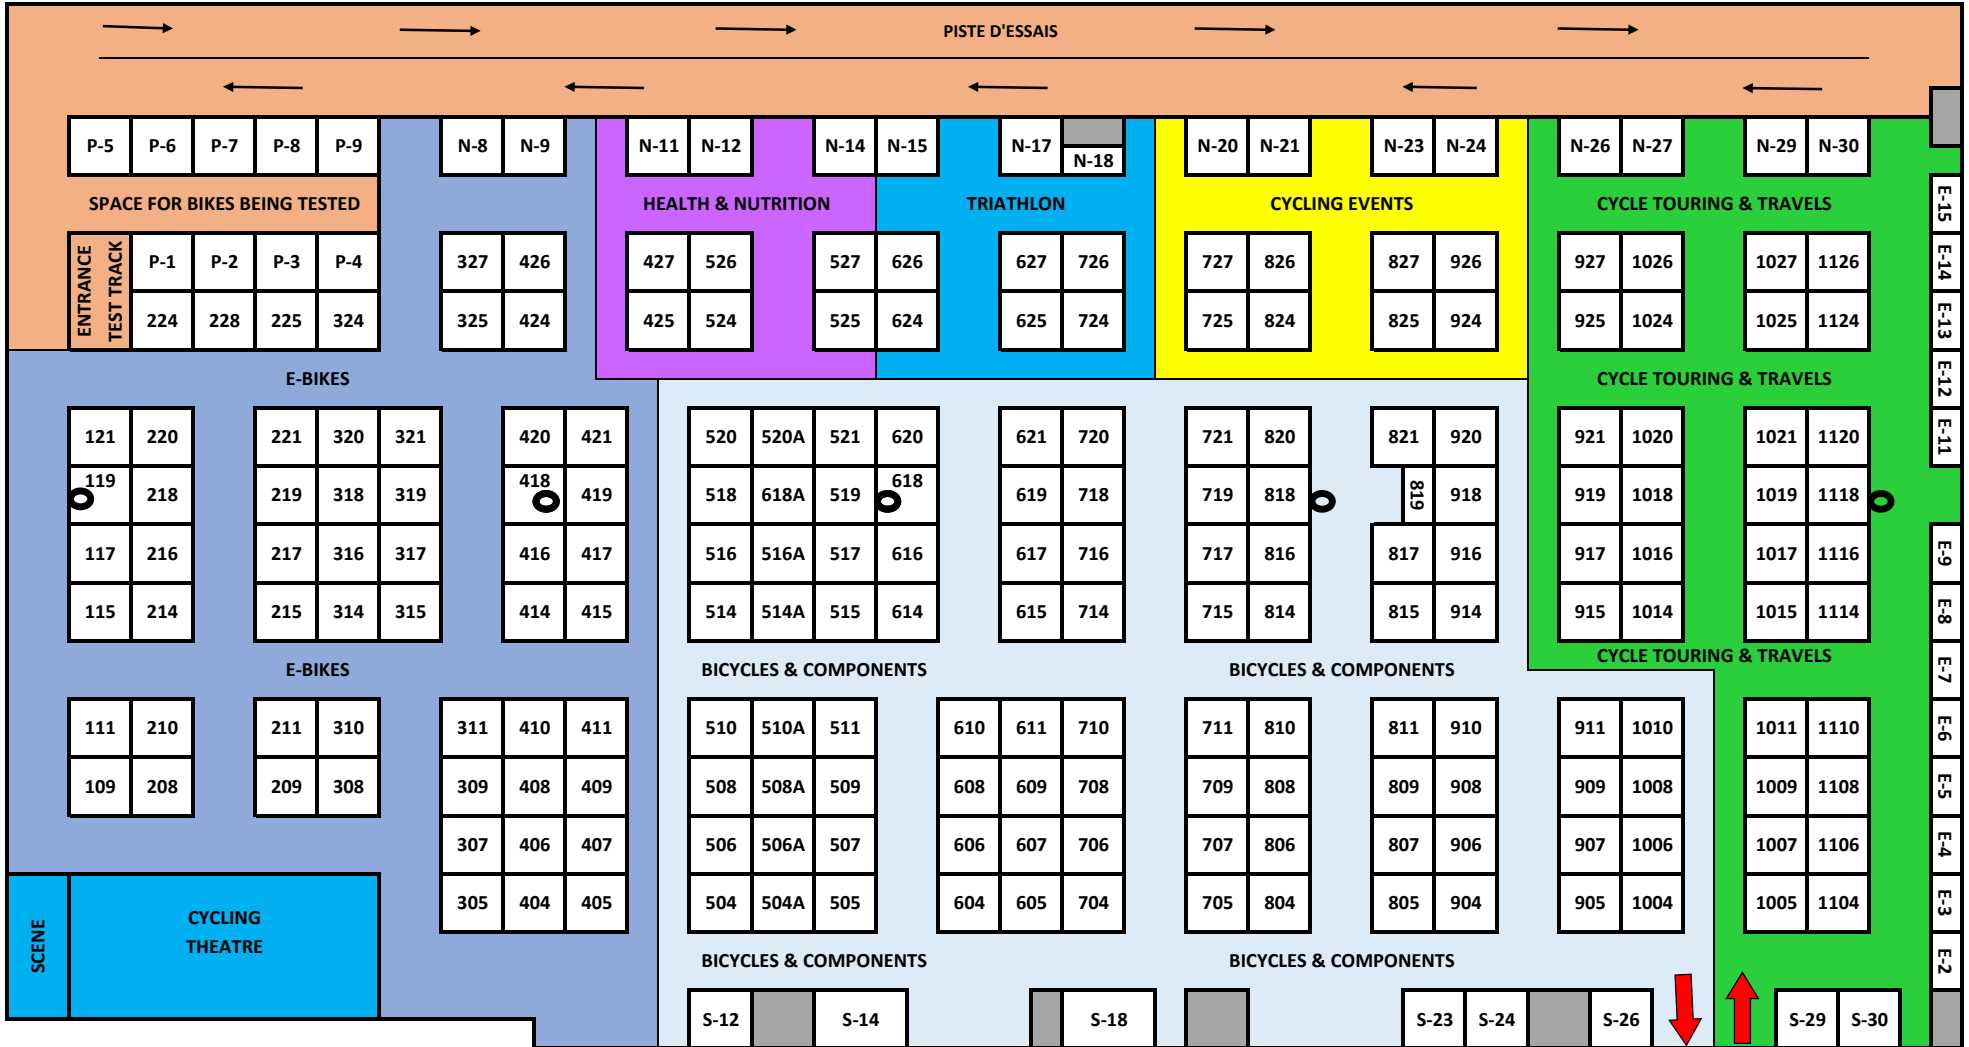 PISTE D'ESSAIS
P-5 P-6 P-7 P-8 P-9 N-8 N-9 N-11 N-12 N-14 N-15 N-17 N-18 N-20 N-21 N-23 N-24 N-26 N-27 N-29 N-30
SPACE FOR BIKES BEING TESTED HEALTH & NUTRITION TRIATHLON CYCLING EVENTS CYCLE TOURING & TRAVELS E-15
ENTRANCE
TEST TRACK
P-1 P-2 P-3 P-4 327 426 427 526 527 626 627 726 727 826 827 926 927 1026 1027 1126 E-14
224 228 225 324 325 424 425 524 525 624 625 724 725 824 825 924 925 1024 1025 1124 E-13
E-BIKES CYCLE TOURING & TRAVELS E-12
121 220 221 320 321 420 421 520 520A 521 620 621 720 721 820 821 920 921 1020 1021 1120 E-11
119 218 219 318 319 418 419 518 618A 519 618 619 718 719 818 819 918 919 1018 1019 1118
117 216 217 316 317 416 417 516 516A 517 616 617 716 717 816 817 916 917 1016 1017 1116 E-9
115 214 215 314 315 414 415 514 514A 515 614 615 714 715 814 815 914 915 1014 1015 1114 E-8
E-BIKES BICYCLES & COMPONENTS BICYCLES & COMPONENTS CYCLE TOURING & TRAVELS E-7
111 210 211 310 311 410 411 510 510A 511 610 611 710 711 810 811 910 911 1010 1011 1110 E-6
109 208 209 308 309 408 409 508 508A 509 608 609 708 709 808 809 908 909 1008 1009 1108 E-5
307 406 407 506 506A 507 606 607 706 707 806 807 906 907 1006 1007 1106 E-4
305 404 405 504 504A 505 604 605 704 705 804 805 904 905 1004 1005 1104 E-3
SCENE
CYCLING
THEATRE
BICYCLES & COMPONENTS BICYCLES & COMPONENTS E-2
S-12 S-14 S-18 S-23 S-24 S-26 S-29 S-30